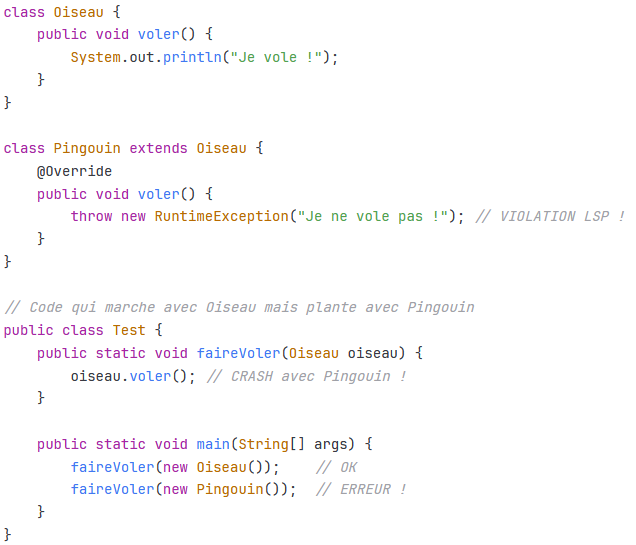 class Oiseau {
    public void voler() {
        System.out.println("Je vole !");
    }
}

class Pingouin extends Oiseau {
    @Override
    public void voler() {
        throw new RuntimeException("Je ne vole pas !"); // VIOLATION LSP !
    }
}

// Code qui marche avec Oiseau mais plante avec Pingouin
public class Test {
    public static void faireVoler(Oiseau oiseau) {
        oiseau.voler(); // CRASH avec Pingouin !
    }

    public static void main(String[] args) {
        faireVoler(new Oiseau());    // OK
        faireVoler(new Pingouin());  // ERREUR !
    }
}